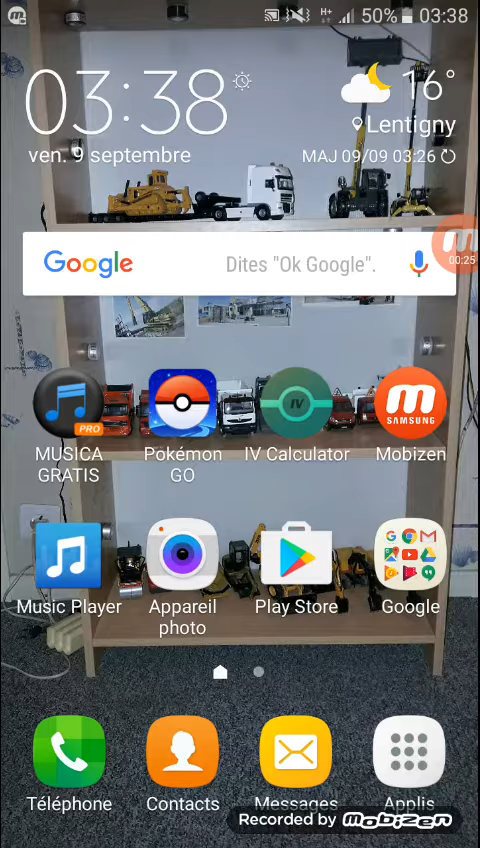 H+ 50% 03:38
03:38
16°
Lentigny
ven. 9 septembre
MAJ 09/09 03:26
Google Dites "Ok Google".
00:25
IV
PRO
SAMSUNG
MUSICA GRATIS
Pokémon GO
IV Calculator
Mobizen
Music Player
Appareil photo
Play Store
Google
Téléphone
Contacts
Messages
Applis
Recorded by Mobizen